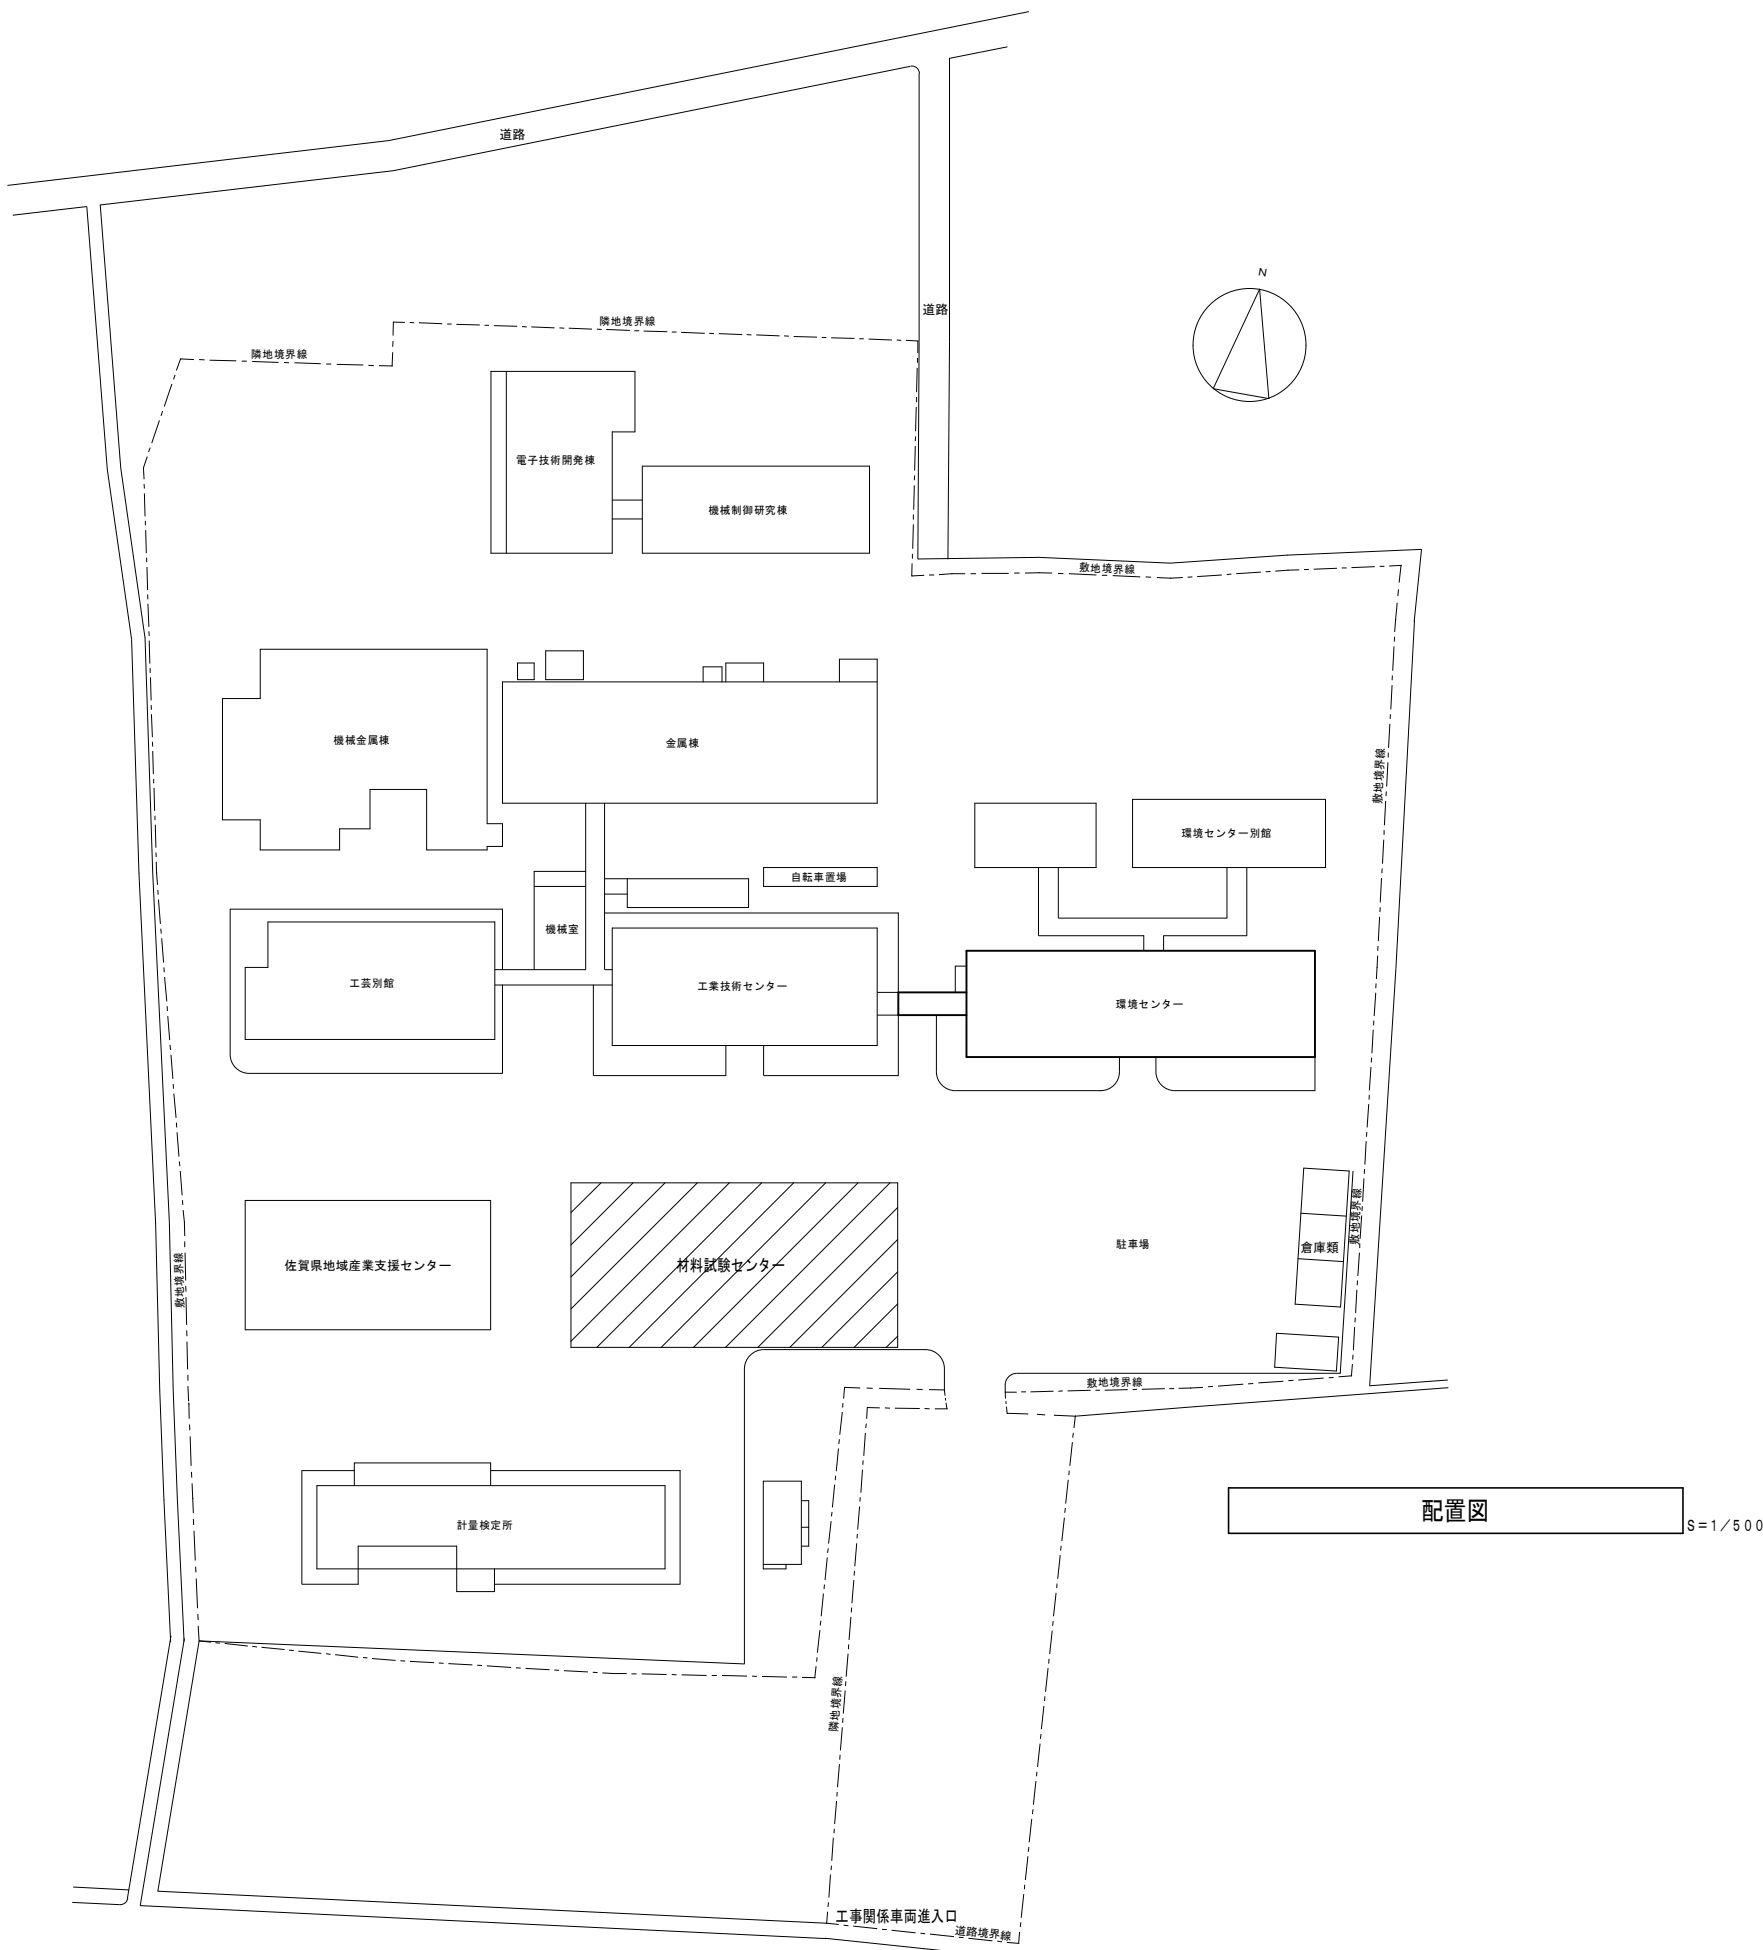 道路
N
道路
隣地境界線
隣地境界線
電子技術開発棟
機械制御研究棟
敷地境界線
機械金属棟
金属棟
敷地境界線
環境センター別館
自転車置場
機械室
工芸別館
工業技術センター
環境センター
敷地境界線
駐車場
倉庫類
敷地境界線
佐賀県地域産業支援センター
材料試験センター
敷地境界線
配置図
S=1/500
計量検定所
隣地境界線
工事関係車両進入口
道路境界線